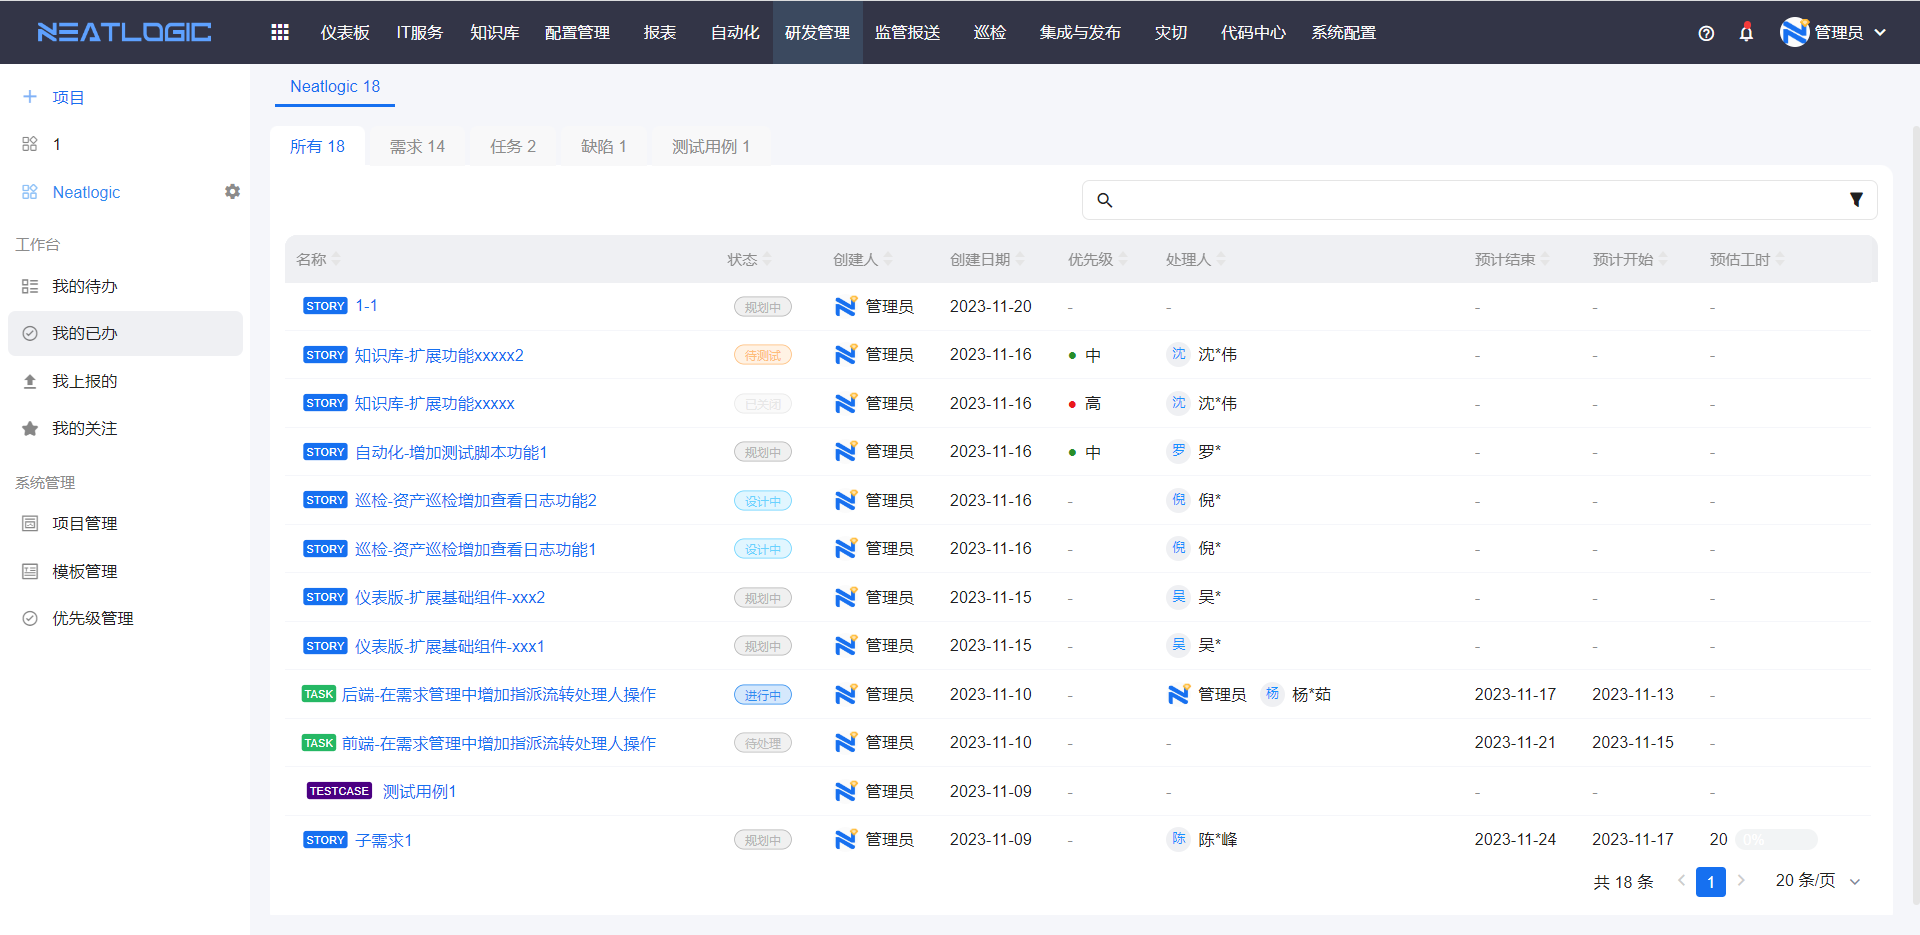 NEATLOGIC 仪表板 IT服务 知识库 配置管理 报表 自动化 研发管理 监管报送 巡检 集成与发布 灾切 代码中心 系统配置 管理员
项目
1
Neatlogic
工作台
我的待办
我的已办
我上报的
我的关注
系统管理
项目管理
模板管理
优先级管理
Neatlogic 18
所有 18 需求 14 任务 2 缺陷 1 测试用例 1
名称 状态 创建人 创建日期 优先级 处理人 预计结束 预计开始 预估工时
STORY 1-1 规划中 管理员 2023-11-20 - - - - -
STORY 知识库-扩展功能xxxxx2 待测试 管理员 2023-11-16 中 沈 沈*伟 - - -
STORY 知识库-扩展功能xxxxx 已关闭 管理员 2023-11-16 高 沈 沈*伟 - - -
STORY 自动化-增加测试脚本功能1 规划中 管理员 2023-11-16 中 罗 罗* - - -
STORY 巡检-资产巡检增加查看日志功能2 设计中 管理员 2023-11-16 - 倪 倪* - - -
STORY 巡检-资产巡检增加查看日志功能1 设计中 管理员 2023-11-16 - 倪 倪* - - -
STORY 仪表版-扩展基础组件-xxx2 规划中 管理员 2023-11-15 - 吴 吴* - - -
STORY 仪表版-扩展基础组件-xxx1 规划中 管理员 2023-11-15 - 吴 吴* - - -
TASK 后端-在需求管理中增加指派流转处理人操作 进行中 管理员 2023-11-10 - 管理员 杨 杨*茹 2023-11-17 2023-11-13 -
TASK 前端-在需求管理中增加指派流转处理人操作 待处理 管理员 2023-11-10 - - 2023-11-21 2023-11-15 -
TESTCASE 测试用例1 管理员 2023-11-09 - - - - -
STORY 子需求1 规划中 管理员 2023-11-09 - 陈 陈*峰 2023-11-24 2023-11-17 20 0%
共 18 条 1 20 条/页